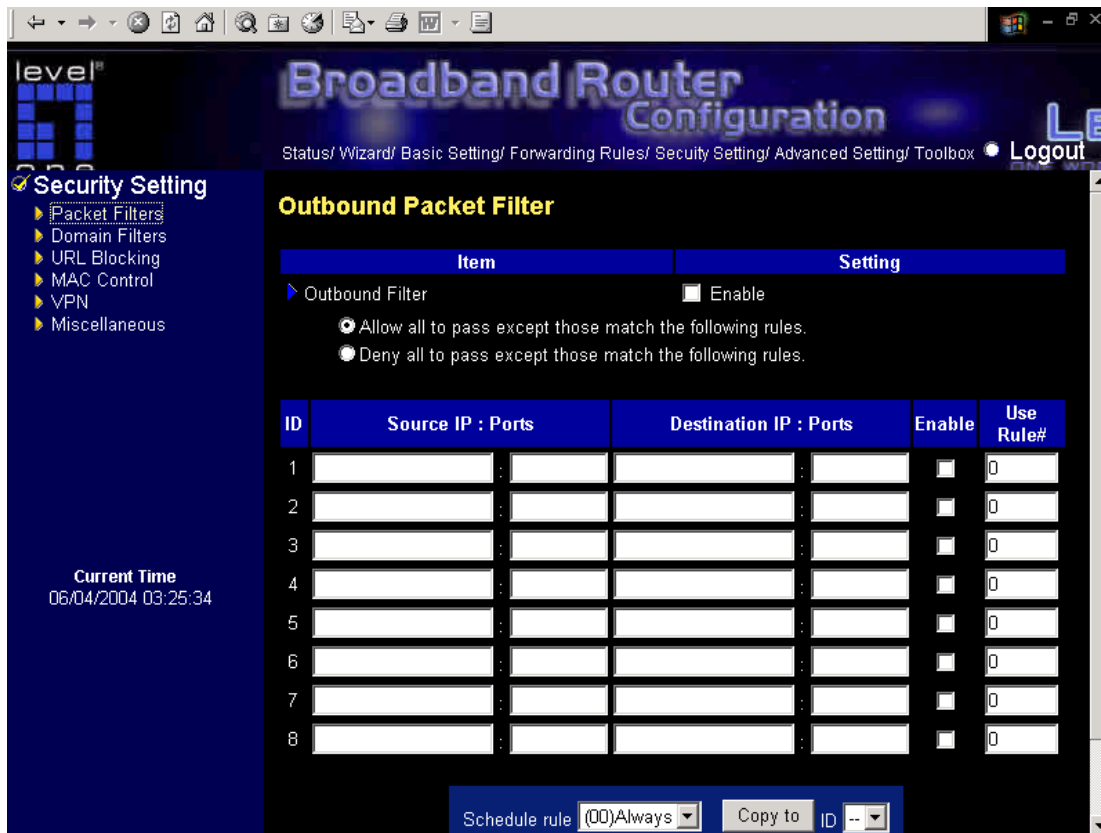 level®
one
Broadband Router
Configuration
Status/ Wizard/ Basic Setting/ Forwarding Rules/ Secuity Setting/ Advanced Setting/ Toolbox Logout
Security Setting
Packet Filters
Domain Filters
URL Blocking
MAC Control
VPN
Miscellaneous
Current Time
06/04/2004 03:25:34
Outbound Packet Filter
Item Setting
Outbound Filter Enable
Allow all to pass except those match the following rules.
Deny all to pass except those match the following rules.
ID Source IP : Ports Destination IP : Ports Enable Use Rule#
1 : : 0
2 : : 0
3 : : 0
4 : : 0
5 : : 0
6 : : 0
7 : : 0
8 : : 0
Schedule rule (00)Always Copy to ID --